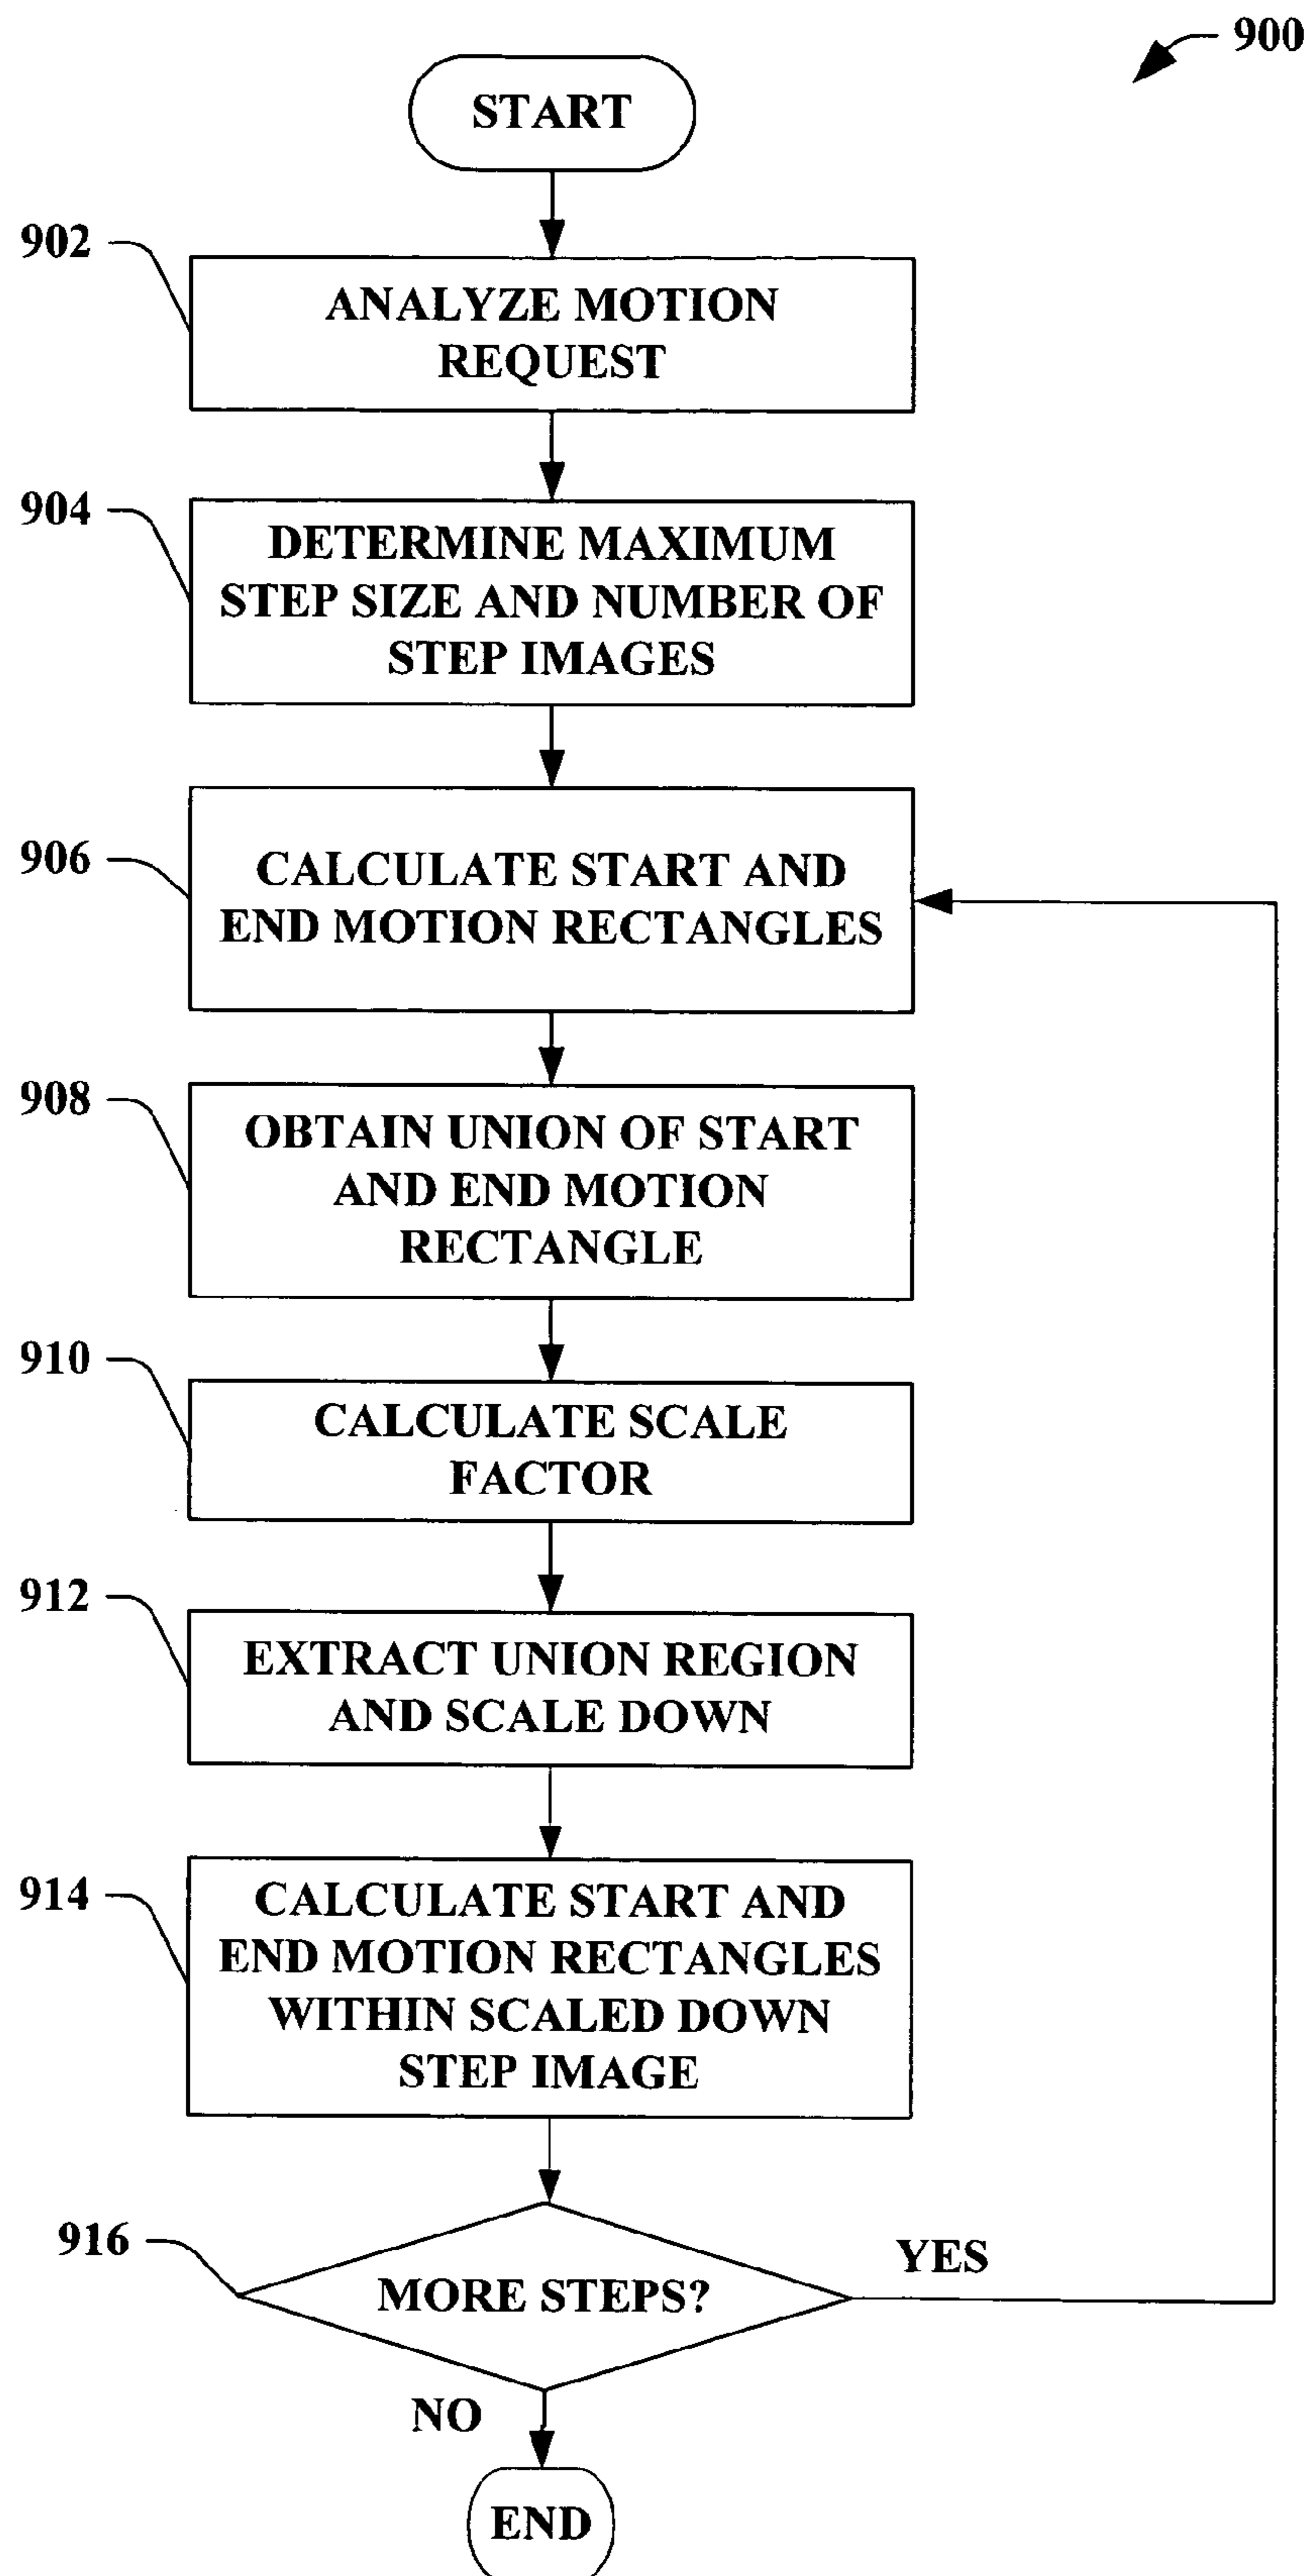 900
START
902
ANALYZE MOTION
REQUEST
904
DETERMINE MAXIMUM
STEP SIZE AND NUMBER OF
STEP IMAGES
906
CALCULATE START AND
END MOTION RECTANGLES
908
OBTAIN UNION OF START
AND END MOTION
RECTANGLE
910
CALCULATE SCALE
FACTOR
912
EXTRACT UNION REGION
AND SCALE DOWN
914
CALCULATE START AND
END MOTION RECTANGLES
WITHIN SCALED DOWN
STEP IMAGE
916
MORE STEPS?
YES
NO
END